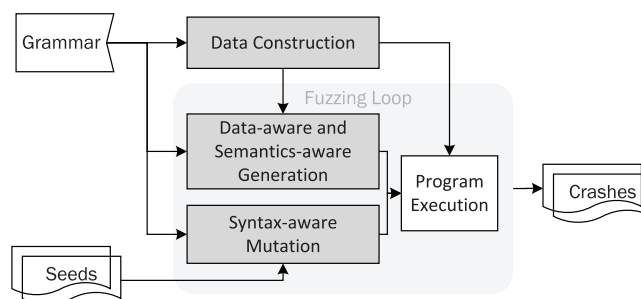 Grammar
Data Construction
Fuzzing Loop
Data-aware and
Semantics-aware
Generation
Program
Execution
Crashes
Syntax-aware
Mutation
Seeds